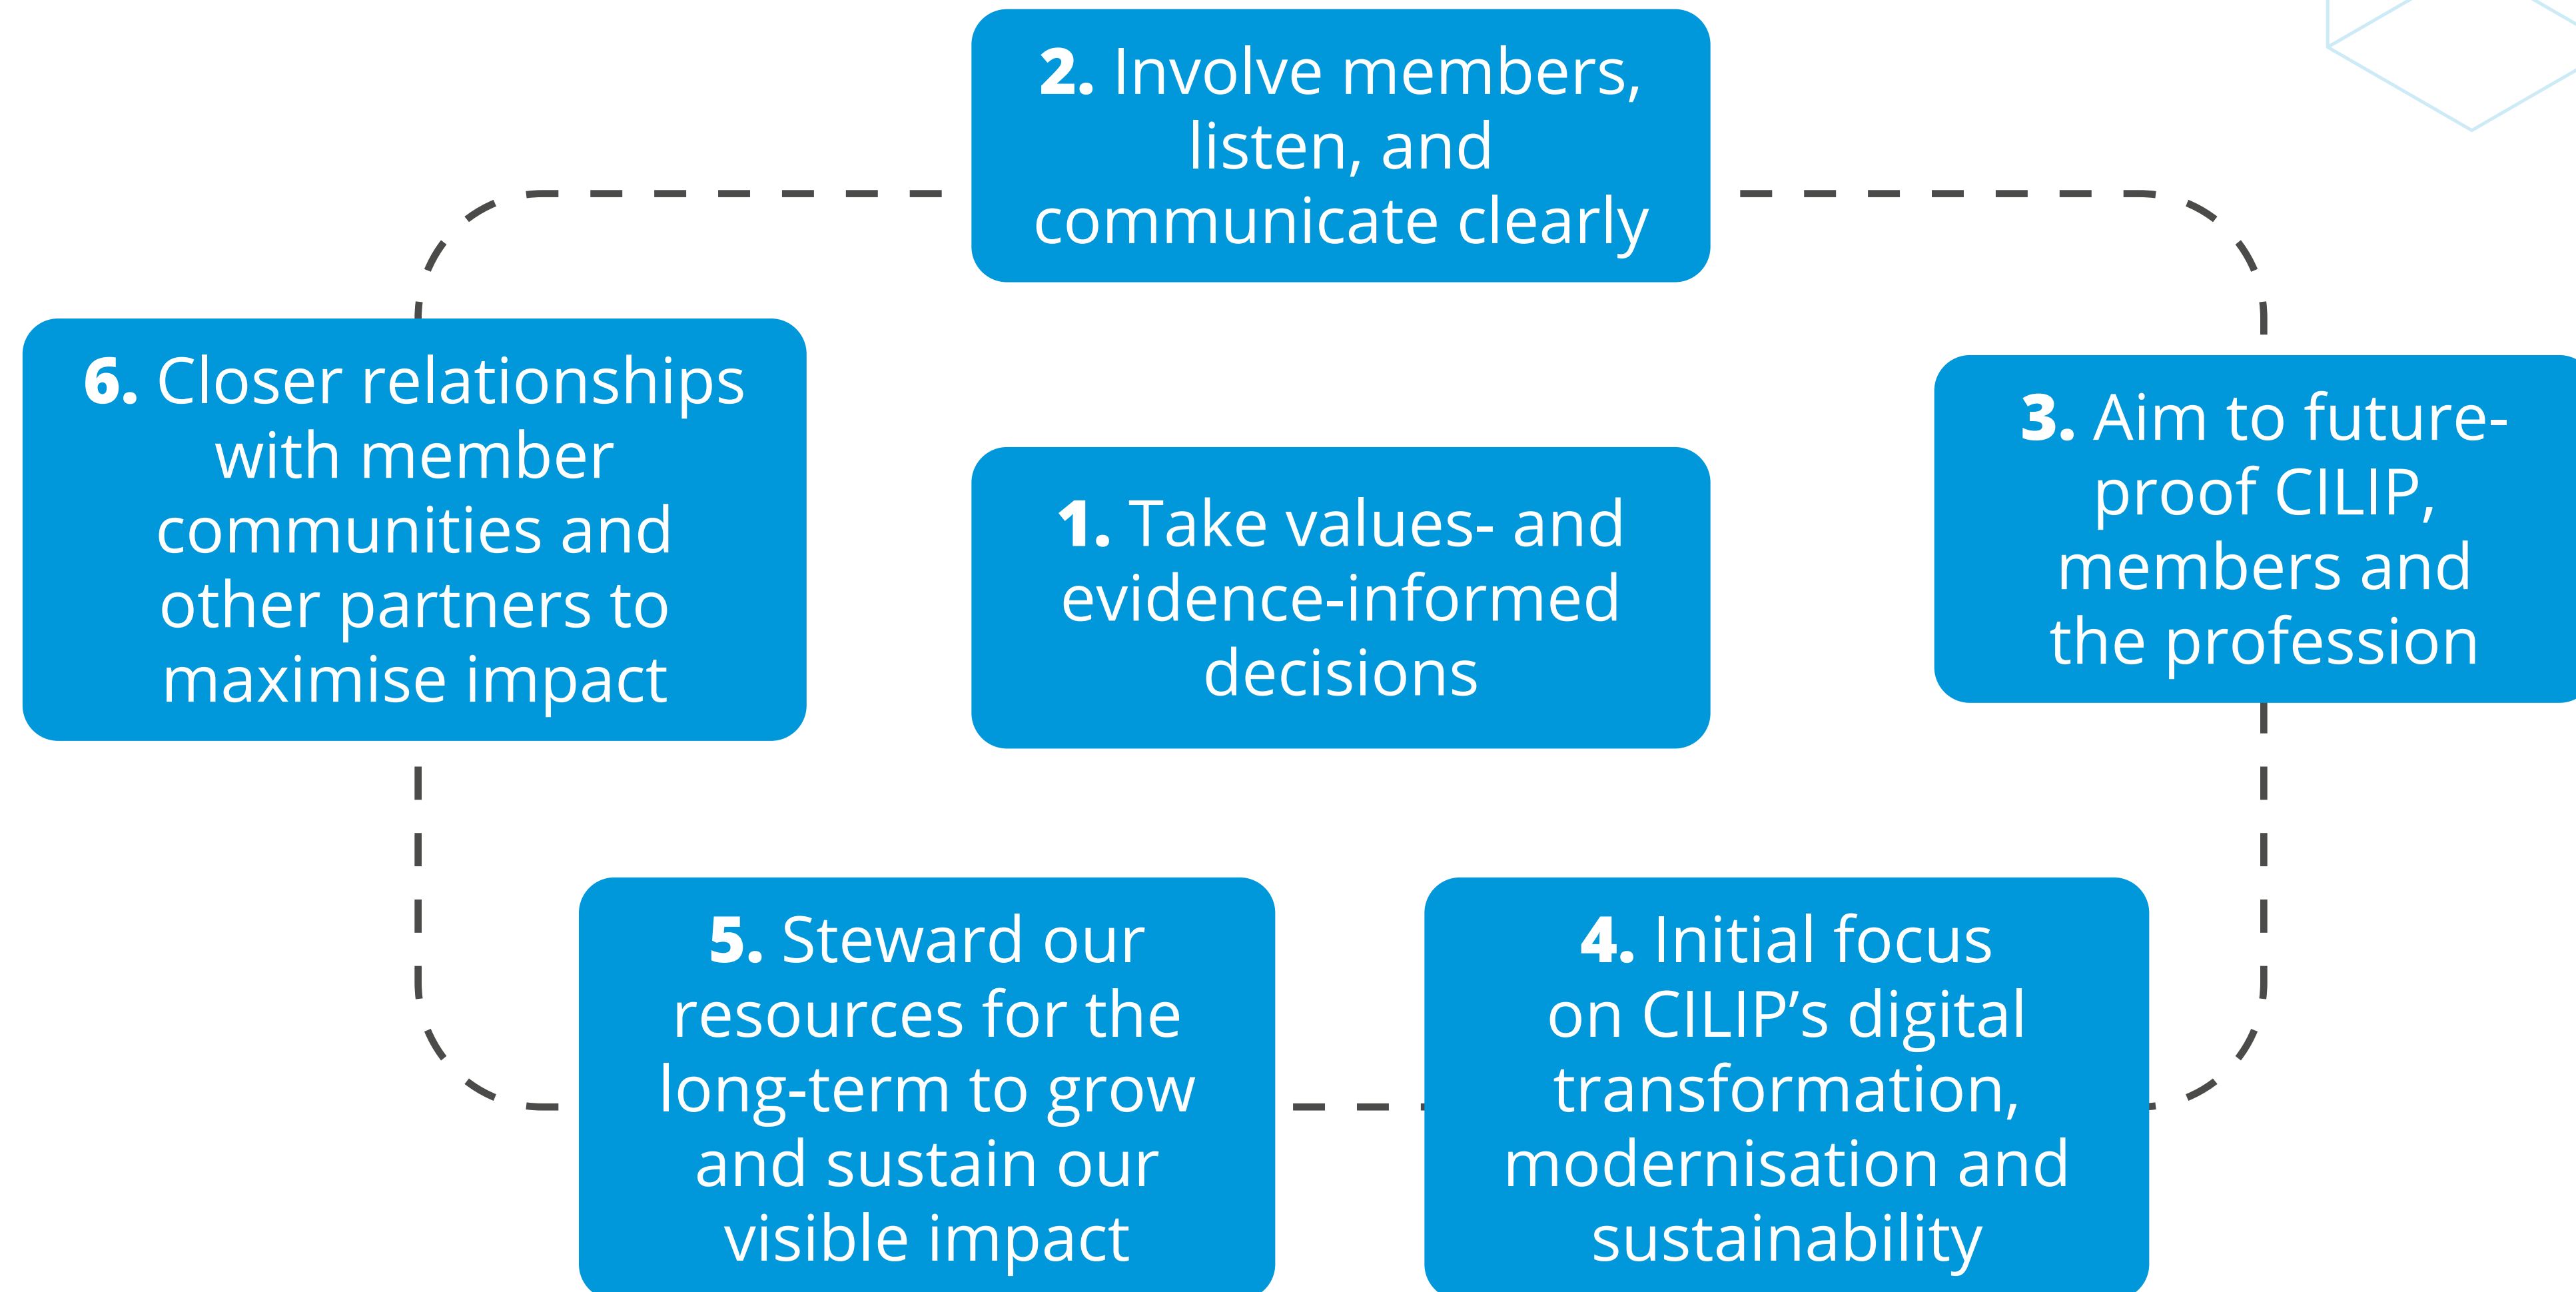 2. Involve members,
listen, and
communicate clearly
6. Closer relationships
with member
communities and
other partners to
maximise impact
1. Take values- and
evidence-informed
decisions
3. Aim to future-
proof CILIP,
members and
the profession
5. Steward our
resources for the
long-term to grow
and sustain our
visible impact
4. Initial focus
on CILIP’s digital
transformation,
modernisation and
sustainability